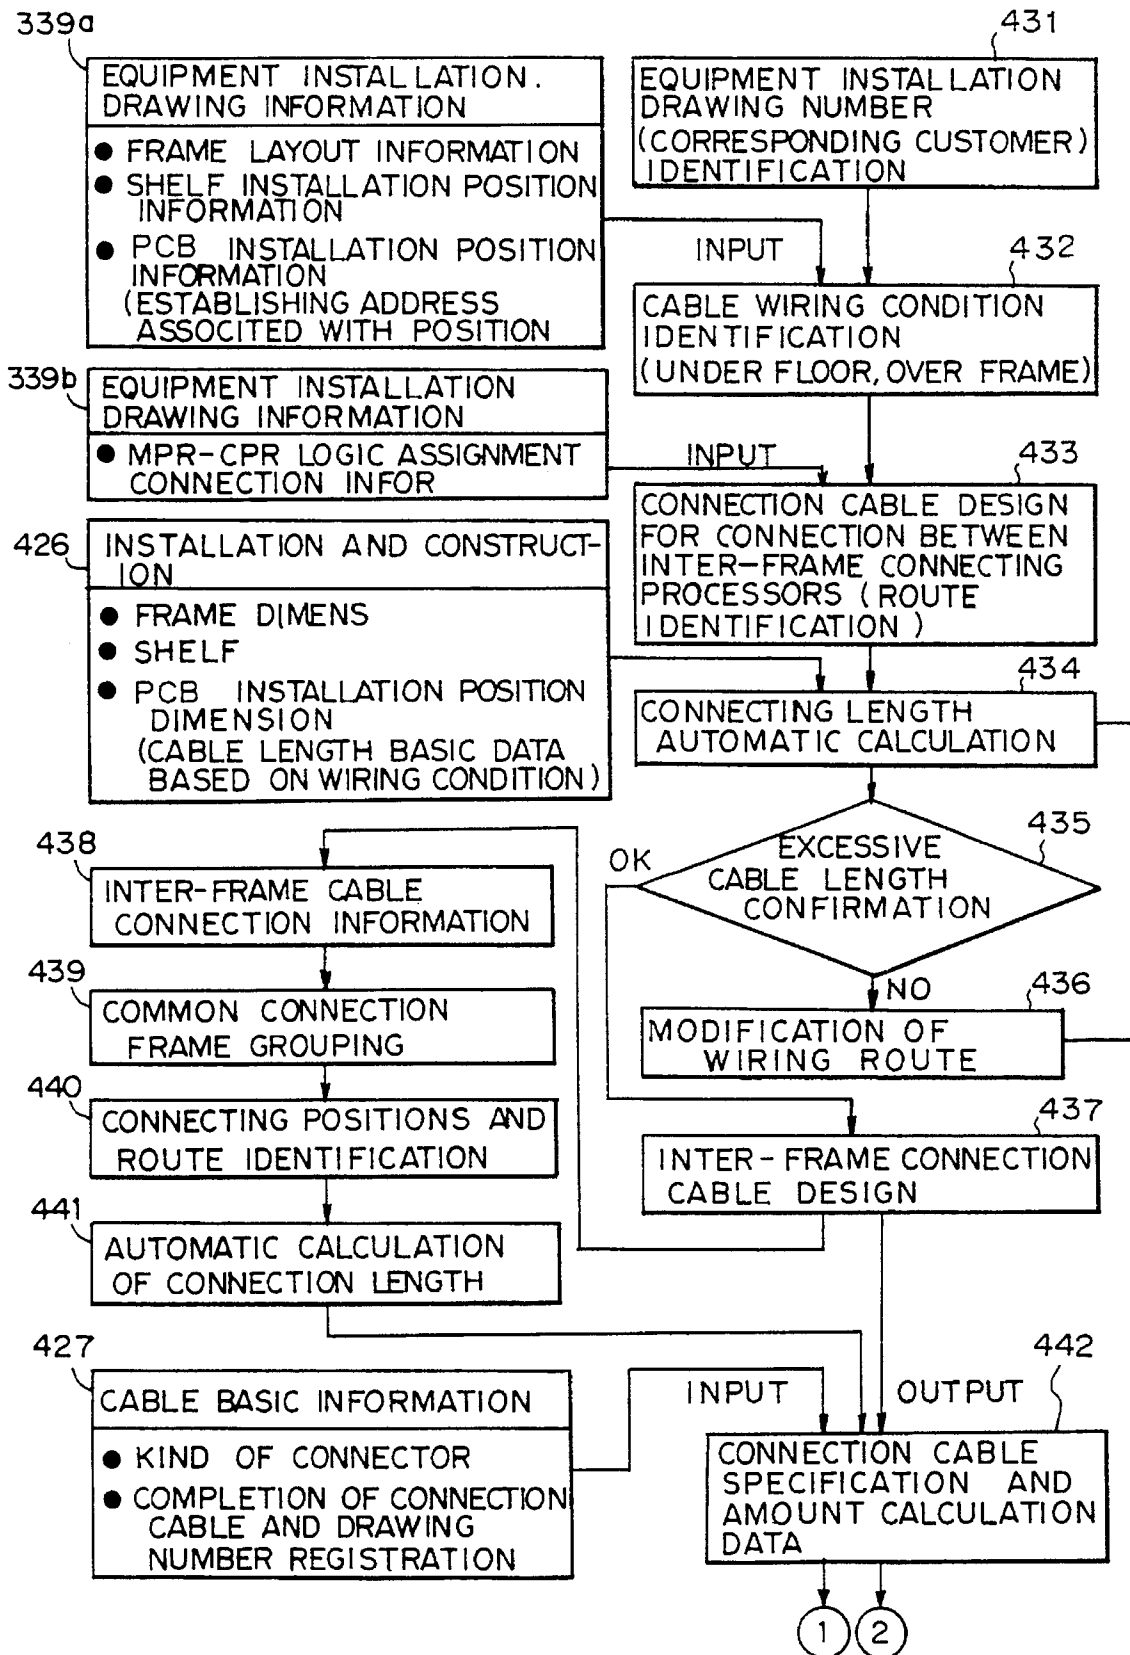 339a
EQUIPMENT INSTALLATION.
DRAWING INFORMATION
● FRAME LAYOUT INFORMATION
● SHELF INSTALLATION POSITION
INFORMATION
● PCB INSTALLATION POSITION
INFORMATION
(ESTABLISHING ADDRESS
ASSOCITED WITH POSITION
431
EQUIPMENT INSTALLATION
DRAWING NUMBER
(CORRESPONDING CUSTOMER)
IDENTIFICATION
INPUT
432
CABLE WIRING CONDITION
IDENTIFICATION
(UNDER FLOOR, OVER FRAME)
339b
EQUIPMENT INSTALLATION
DRAWING INFORMATION
● MPR-CPR LOGIC ASSIGNMENT
CONNECTION INFOR
INPUT
433
CONNECTION CABLE DESIGN
FOR CONNECTION BETWEEN
INTER-FRAME CONNECTING
PROCESSORS (ROUTE
IDENTIFICATION)
426
INSTALLATION AND CONSTRUCT-
ION
● FRAME DIMENS
● SHELF
● PCB INSTALLATION POSITION
DIMENSION
(CABLE LENGTH BASIC DATA
BASED ON WIRING CONDITION)
434
CONNECTING LENGTH
AUTOMATIC CALCULATION
435
EXCESSIVE
CABLE LENGTH
CONFIRMATION
OK
NO
436
MODIFICATION OF
WIRING ROUTE
437
INTER-FRAME CONNECTION
CABLE DESIGN
438
INTER-FRAME CABLE
CONNECTION INFORMATION
439
COMMON CONNECTION
FRAME GROUPING
440
CONNECTING POSITIONS AND
ROUTE IDENTIFICATION
441
AUTOMATIC CALCULATION
OF CONNECTION LENGTH
427
CABLE BASIC INFORMATION
● KIND OF CONNECTOR
● COMPLETION OF CONNECTION
CABLE AND DRAWING
NUMBER REGISTRATION
INPUT
OUTPUT
442
CONNECTION CABLE
SPECIFICATION AND
AMOUNT CALCULATION
DATA
1
2